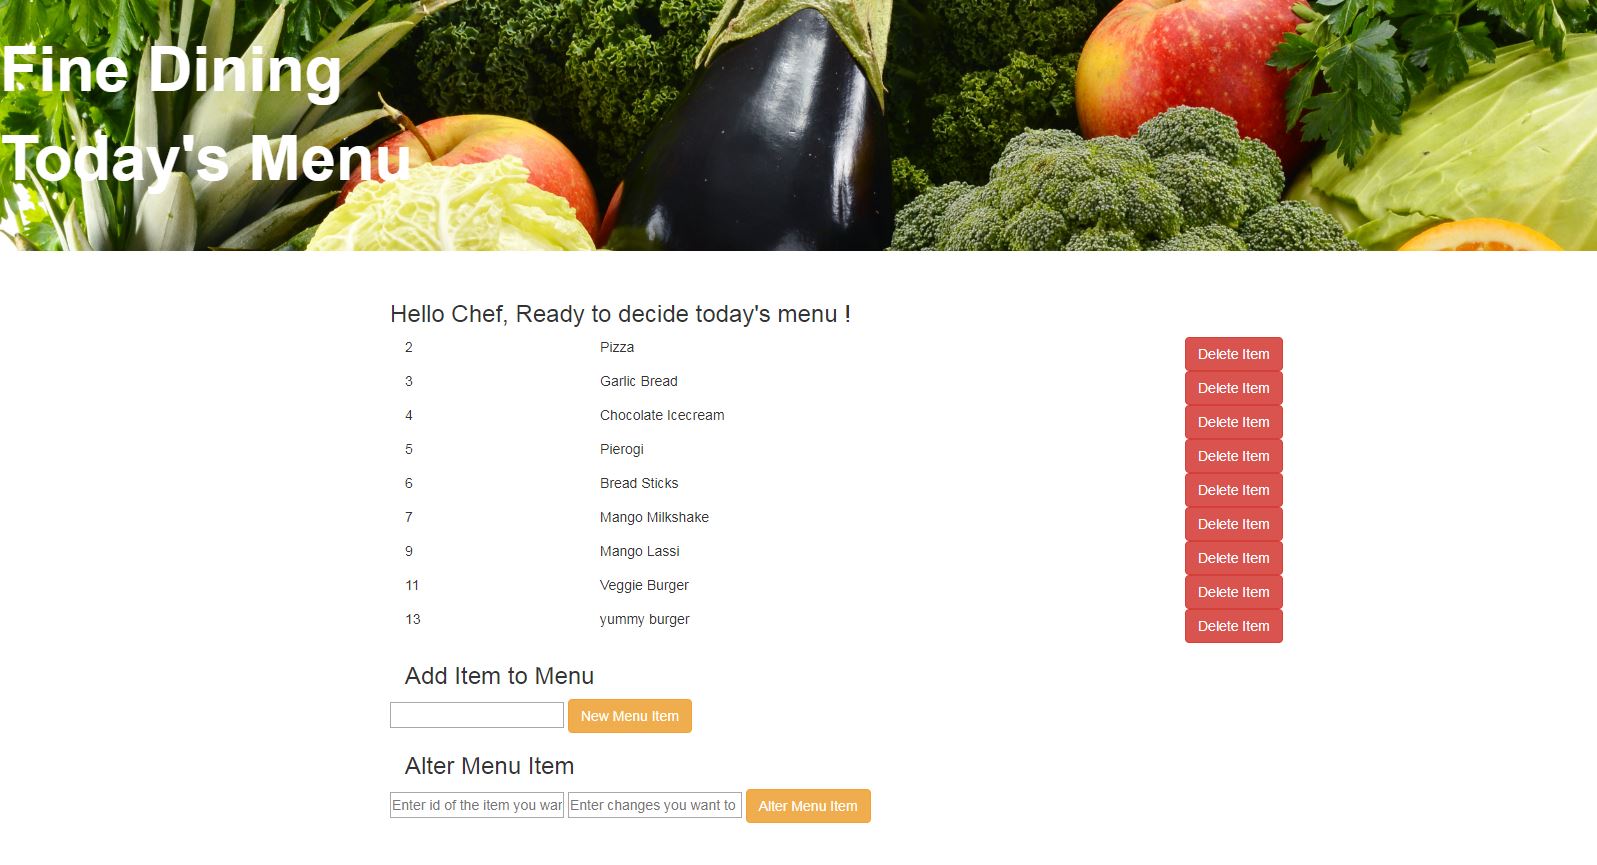 Fine Dining
Today's Menu
Hello Chef, Ready to decide today's menu !
2 Pizza Delete Item
3 Garlic Bread Delete Item
4 Chocolate Icecream Delete Item
5 Pierogi Delete Item
6 Bread Sticks Delete Item
7 Mango Milkshake Delete Item
9 Mango Lassi Delete Item
11 Veggie Burger Delete Item
13 yummy burger Delete Item
Add Item to Menu
New Menu Item
Alter Menu Item
Enter id of the item you Enter changes you want to Alter Menu Item